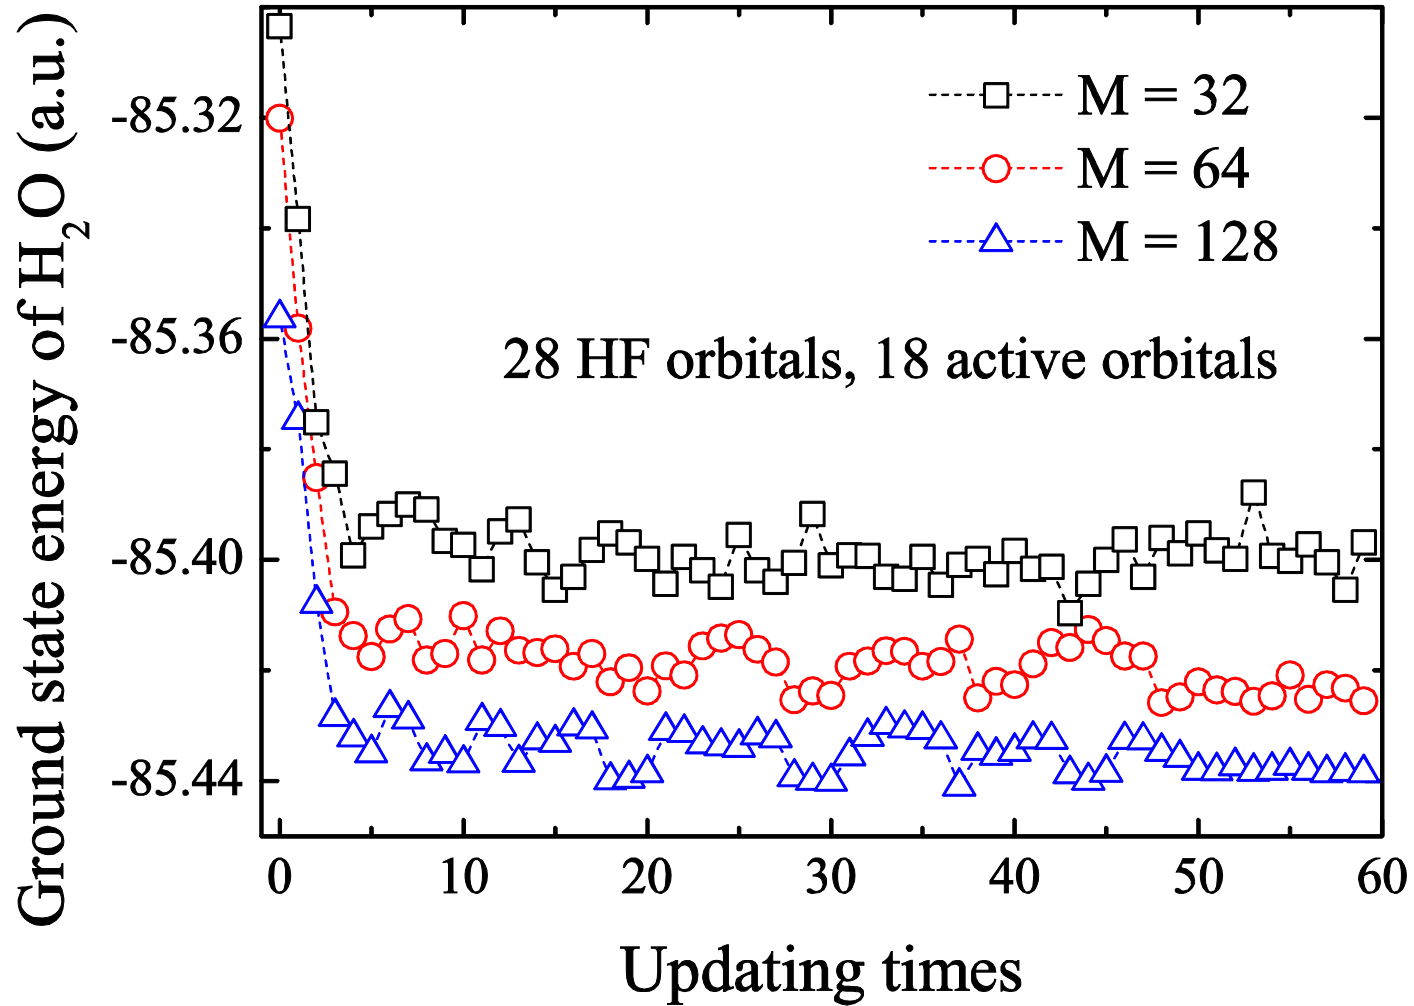 Ground state energy of H₂O (a.u.)
-85.32
-85.36
-85.40
-85.44
M = 32
M = 64
M = 128
28 HF orbitals, 18 active orbitals
0 10 20 30 40 50 60
Updating times